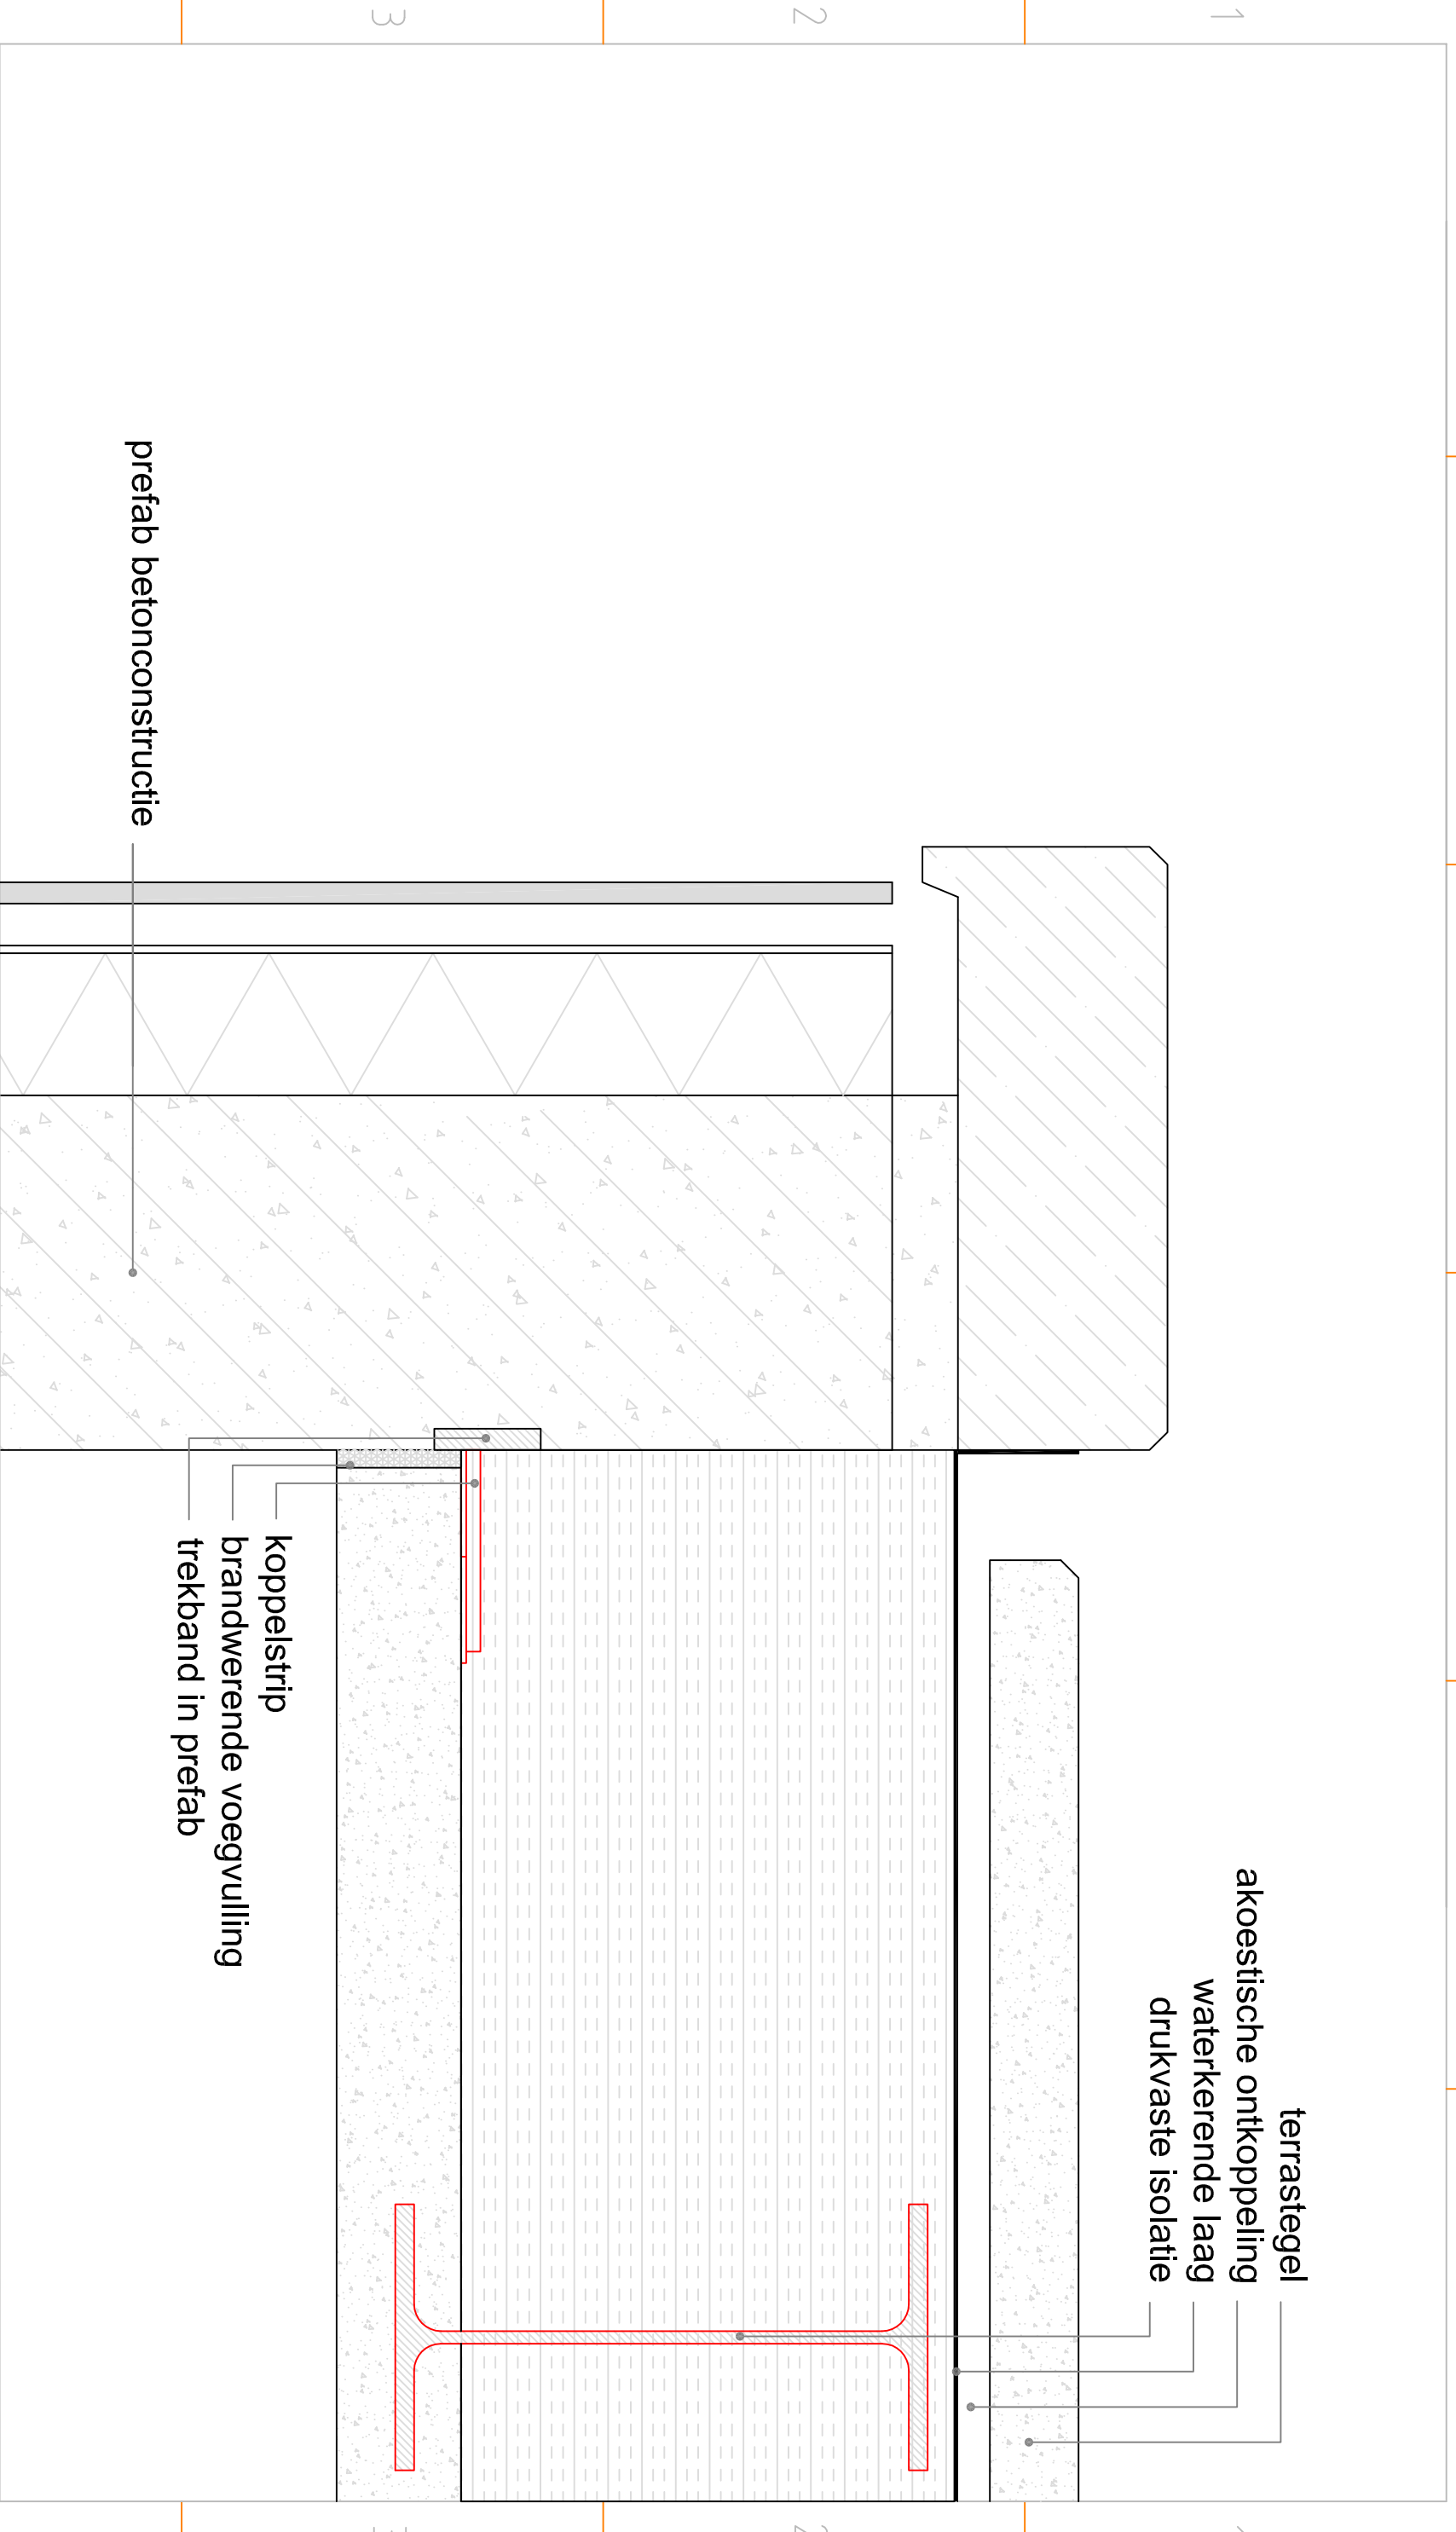 1
2
3
terrastegel
akoestische ontkoppeling
waterkerende laag
drukvaste isolatie
koppelstrip
brandwerende voegvulling
trekband in prefab
prefab betonconstructie